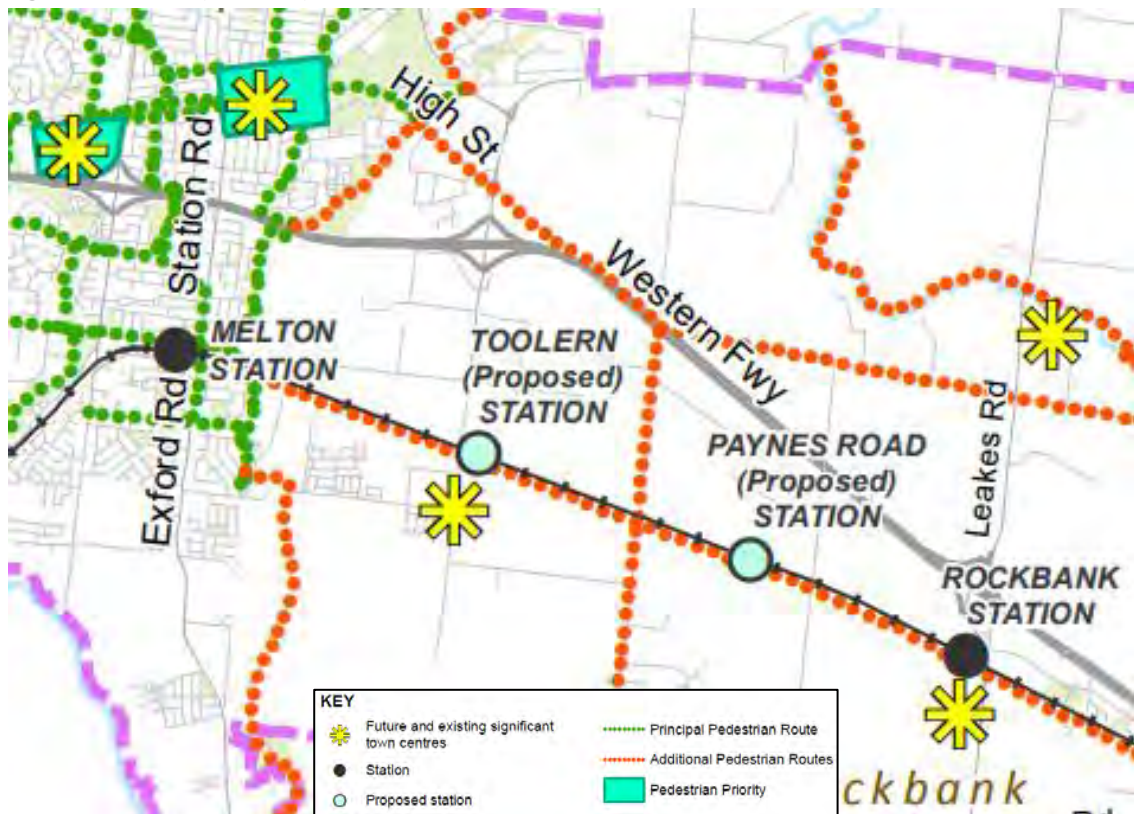 High St
Station Rd
Western Fwy
MELTON
STATION
TOOLERN
(Proposed)
STATION
Exford Rd
PAYNES ROAD
(Proposed)
STATION
Leakes Rd
ROCKBANK
STATION
KEY
Future and existing significant
town centres
Station
Proposed station
Principal Pedestrian Route
Additional Pedestrian Routes
Pedestrian Priority
ckbank